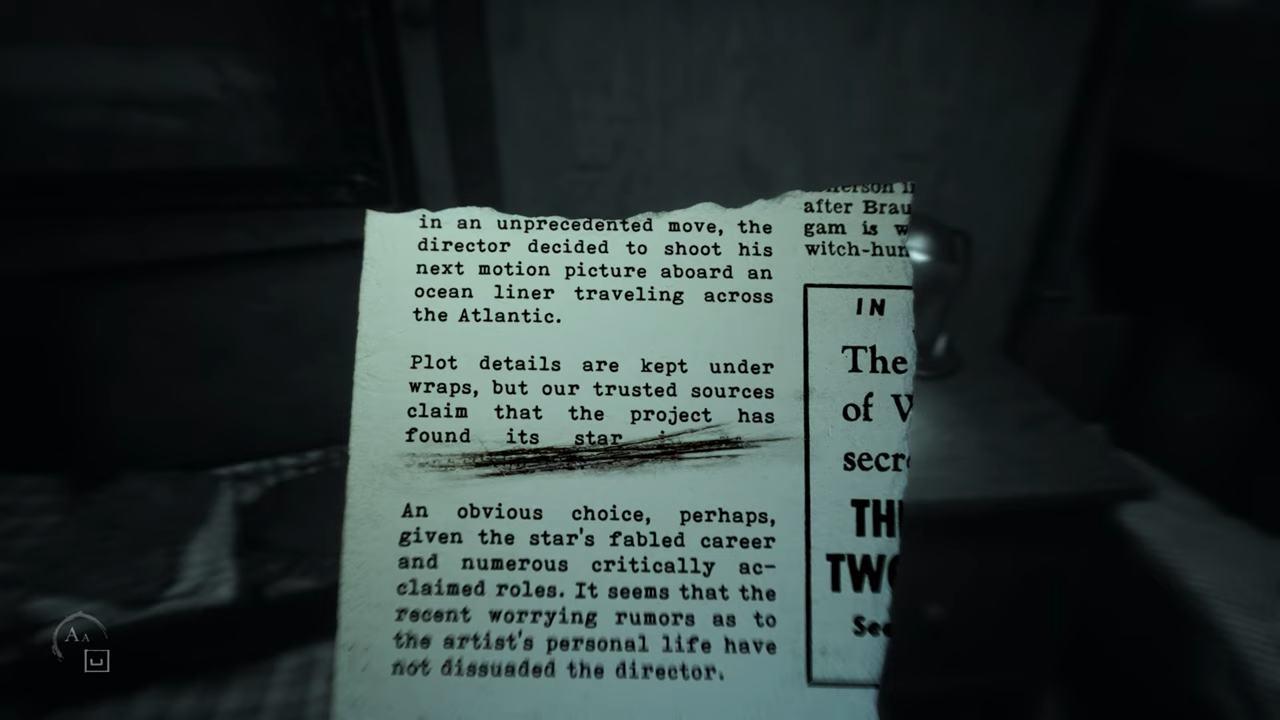 in an unprecedented move, the
director decided to shoot his
next motion picture aboard an
ocean liner traveling across
the Atlantic.
Plot details are kept under
wraps, but our trusted sources
claim that the project has
found its star
An obvious choice, perhaps,
given the star's fabled career
and numerous critically ac-
claimed roles. It seems that the
recent worrying rumors as to
the artist's personal life have
not dissuaded the director.
after Brau
gam is w
witch-hun
IN
The
of V
secr
TH
TWO
See
AA